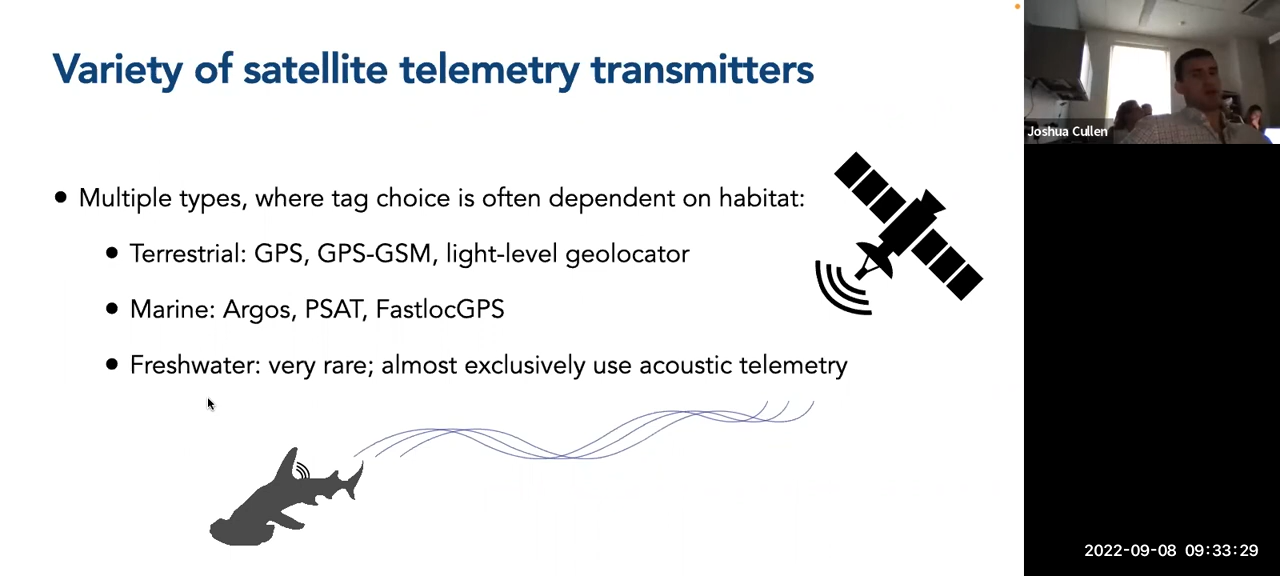 Variety of satellite telemetry transmitters
Joshua Cullen
Multiple types, where tag choice is often dependent on habitat:
Terrestrial: GPS, GPS-GSM, light-level geolocator
Marine: Argos, PSAT, FastlocGPS
Freshwater: very rare; almost exclusively use acoustic telemetry
2022-09-08 09:33:29